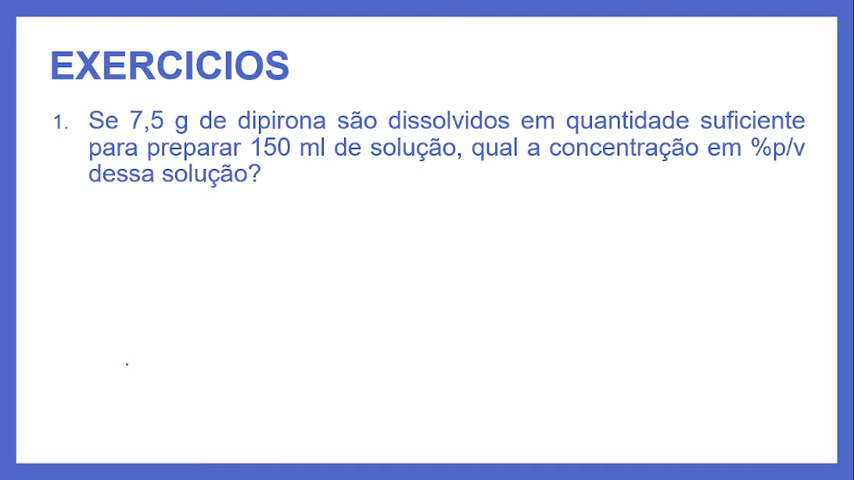 EXERCICIOS
1. Se 7,5 g de dipirona são dissolvidos em quantidade suficiente
para preparar 150 ml de solução, qual a concentração em %p/v
dessa solução?